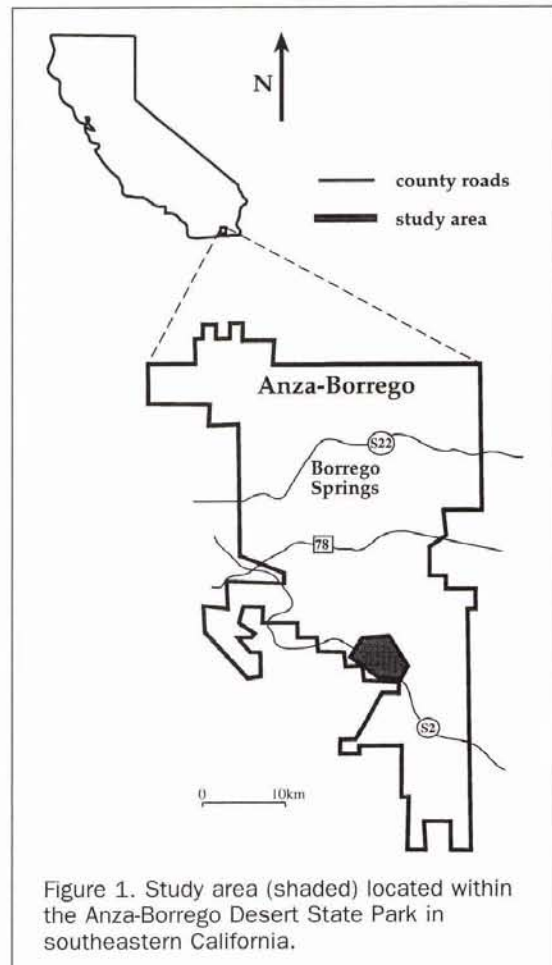 N
county roads
study area
Anza-Borrego
S22
Borrego
Springs
78
S2
0 10km
Figure 1. Study area (shaded) located within
the Anza-Borrego Desert State Park in
southeastern California.